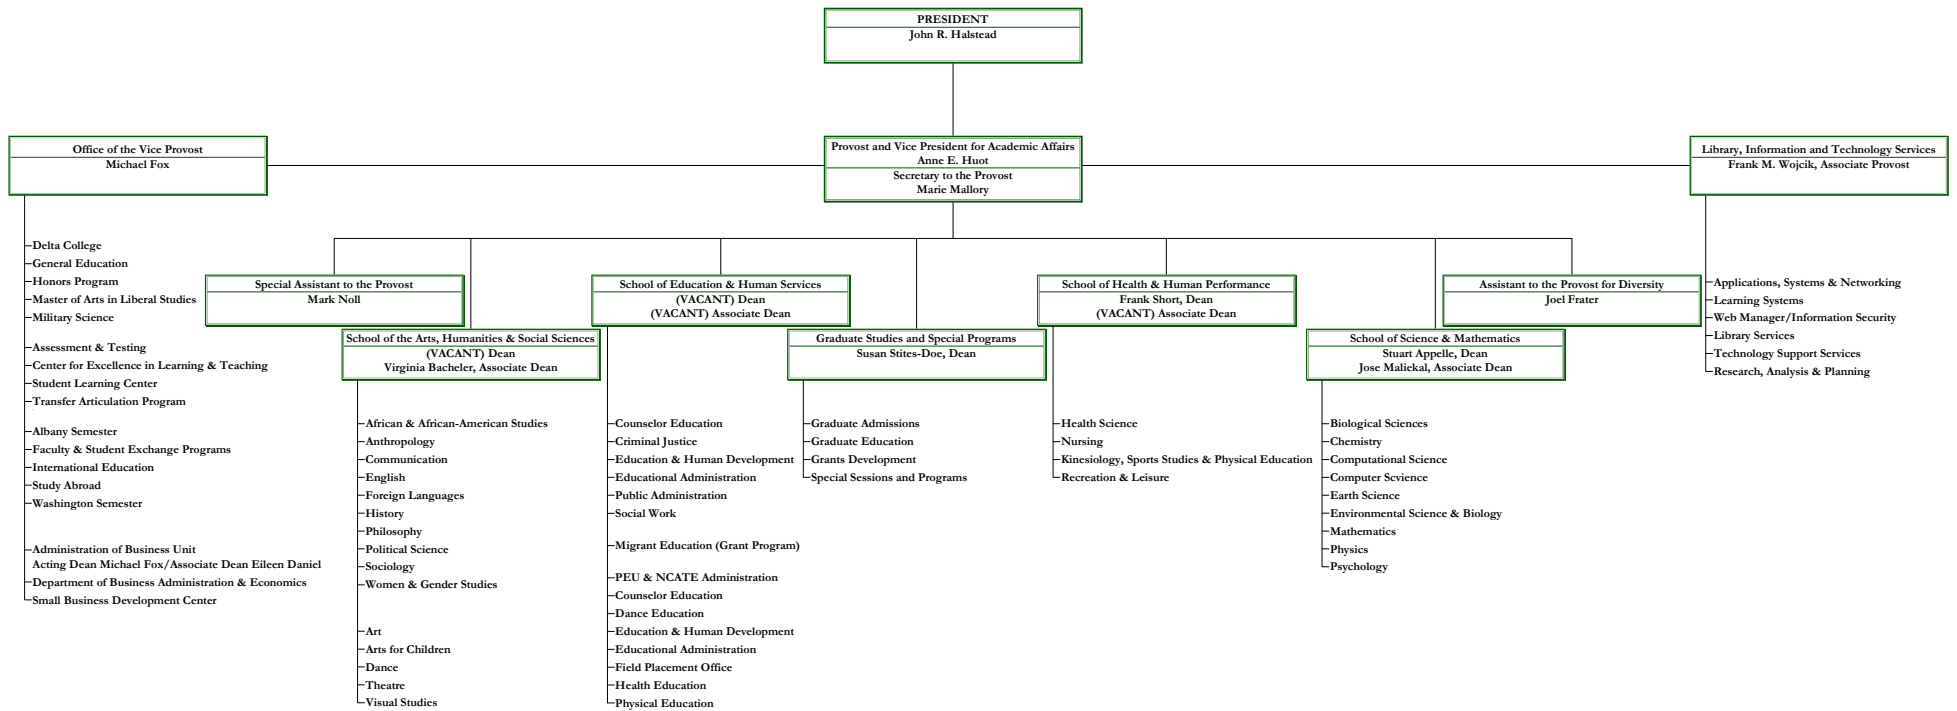 PRESIDENT
John R. Halstead
Office of the Vice Provost
Michael Fox
Provost and Vice President for Academic Affairs
Anne E. Huot
Secretary to the Provost
Marie Mallory
Library, Information and Technology Services
Frank M. Wojcik, Associate Provost
Delta College
General Education
Honors Program
Master of Arts in Liberal Studies
Military Science
Assessment & Testing
Center for Excellence in Learning & Teaching
Student Learning Center
Transfer Articulation Program
Albany Semester
Faculty & Student Exchange Programs
International Education
Study Abroad
Washington Semester
Administration of Business Unit
Acting Dean Michael Fox/Associate Dean Eileen Daniel
Department of Business Administration & Economics
Small Business Development Center
Special Assistant to the Provost
Mark Noll
School of the Arts, Humanities & Social Sciences
(VACANT) Dean
Virginia Bacheler, Associate Dean
African & African-American Studies
Anthropology
Communication
English
Foreign Languages
History
Philosophy
Political Science
Sociology
Women & Gender Studies
Art
Arts for Children
Dance
Theatre
Visual Studies
School of Education & Human Services
(VACANT) Dean
(VACANT) Associate Dean
Counselor Education
Criminal Justice
Education & Human Development
Educational Administration
Public Administration
Social Work
Migrant Education (Grant Program)
PEU & NCATE Administration
Counselor Education
Dance Education
Education & Human Development
Educational Administration
Field Placement Office
Health Education
Physical Education
Graduate Studies and Special Programs
Susan Stites-Doe, Dean
Graduate Admissions
Graduate Education
Grants Development
Special Sessions and Programs
School of Health & Human Performance
Frank Short, Dean
(VACANT) Associate Dean
Health Science
Nursing
Kinesiology, Sports Studies & Physical Education
Recreation & Leisure
School of Science & Mathematics
Stuart Appelle, Dean
Jose Maliekal, Associate Dean
Biological Sciences
Chemistry
Computational Science
Computer Scvience
Earth Science
Environmental Science & Biology
Mathematics
Physics
Psychology
Assistant to the Provost for Diversity
Joel Frater
Applications, Systems & Networking
Learning Systems
Web Manager/Information Security
Library Services
Technology Support Services
Research, Analysis & Planning